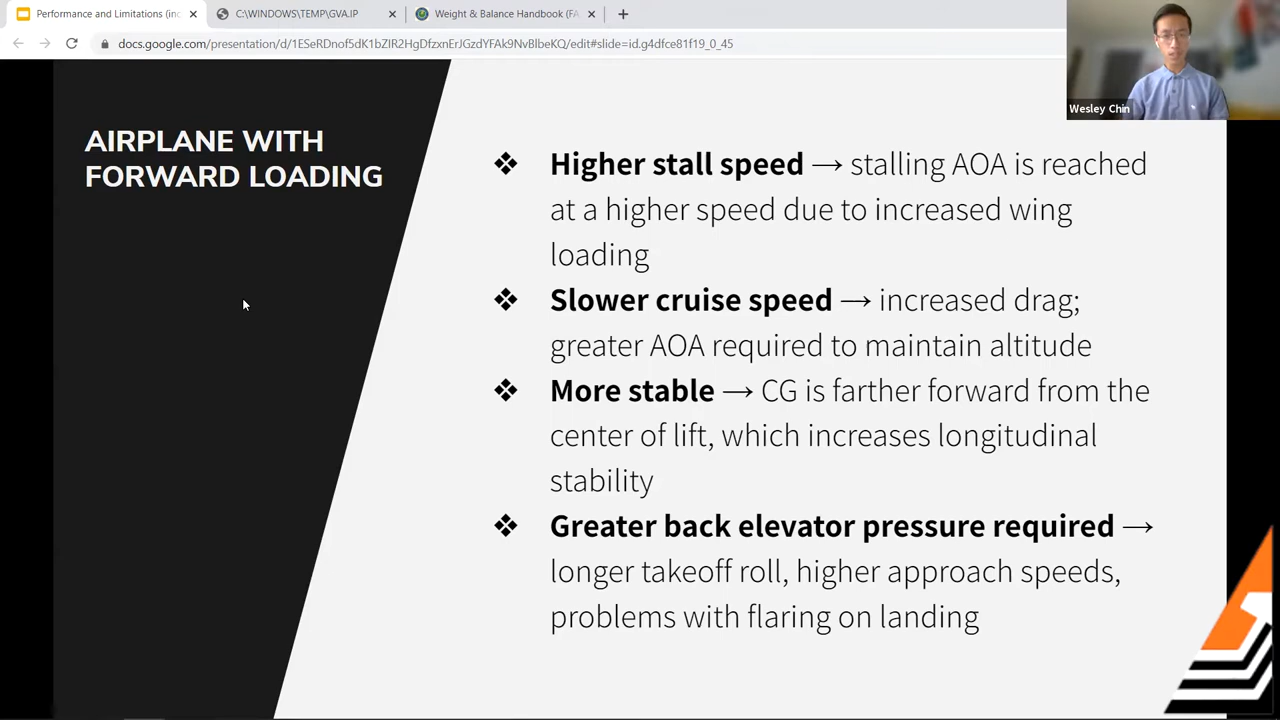 Performance and Limitations (inc
C:\WINDOWS\TEMP\GVA.IP
Weight & Balance Handbook (FA
docs.google.com/presentation/d/1ESeRDnof5dK1bZIR2HgDfzxnErJGzdYFAk9NvBlbeKQ/edit#slide=id.g4dfce81f19_0_45
Wesley Chin
AIRPLANE WITH
FORWARD LOADING
❖ Higher stall speed → stalling AOA is reached
at a higher speed due to increased wing
loading
❖ Slower cruise speed → increased drag;
greater AOA required to maintain altitude
❖ More stable → CG is farther forward from the
center of lift, which increases longitudinal
stability
❖ Greater back elevator pressure required →
longer takeoff roll, higher approach speeds,
problems with flaring on landing